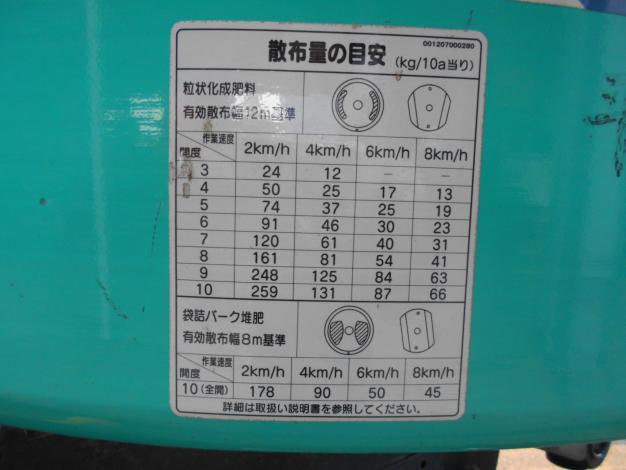 001207000280
散布量の目安 (kg/10a当り)
粒状化成肥料
有効散布幅12m基準
作業速度
開度 2km/h 4km/h 6km/h 8km/h
3 24 12 — —
4 50 25 17 13
5 74 37 25 19
6 91 46 30 23
7 120 61 40 31
8 161 81 54 41
9 248 125 84 63
10 259 131 87 66
袋詰バーク堆肥
有効散布幅8m基準
作業速度
開度 2km/h 4km/h 6km/h 8km/h
10(全開) 178 90 50 45
詳細は取扱い説明書を参照してください。